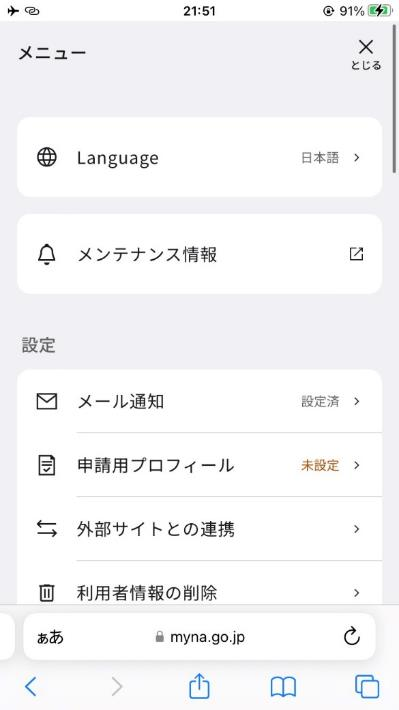 21:51
91%
メニュー
とじる
Language
日本語
メンテナンス情報
設定
メール通知
設定済
申請用プロフィール
未設定
外部サイトとの連携
利用者情報の削除
ぁあ
myna.go.jp